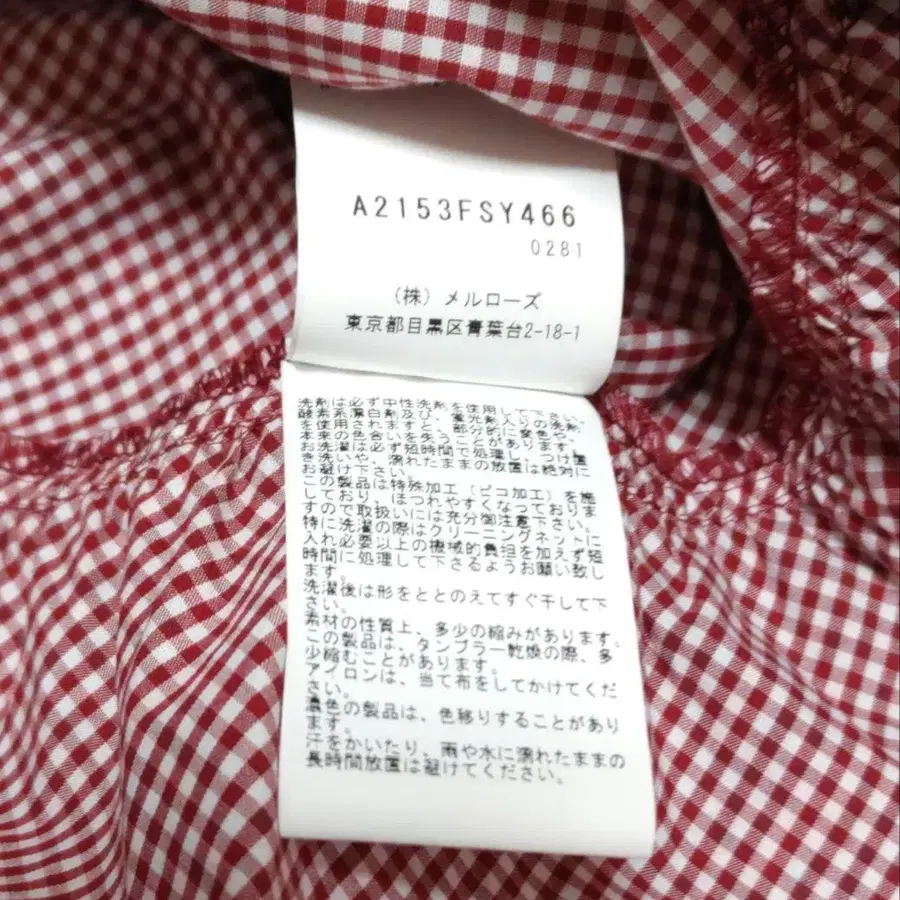 A2153FSY466
0281
(株)メルローズ
東京都目黒区青葉台2-18-1
洗剤は必ず中性洗剤を使用して下さい。
酸素系漂白剤及び、蛍光剤入りの洗剤
を使用されますと、部分的に変色や、
本来の色合いを失うことがあります。
お洗濯は必ず短時間で処理し、つけ置
き洗いや、濡れたままの放置は絶対に
お避け下さい。
この製品は特殊加工(ピコ加工)を施
しており、ほつれやすくなっておりま
すので取扱いには充分御注意下さい。
特に洗濯の際はクリーニングネットに
入れ必要以上の機械的負担を加えず短
時間に処理して下さるようお願い致し
ます。
洗濯後は形をととのえてすぐ干して下
さい。
素材の性質上、多少の縮みがあります。
この製品は、タンブラー乾燥の際、多
少縮むことがあります。
アイロンは、当て布をしてかけてくだ
さい。
濃色の製品は、色移りすることがあり
ます。
汗をかいたり、雨や水に濡れたままの
長時間放置は避けてください。